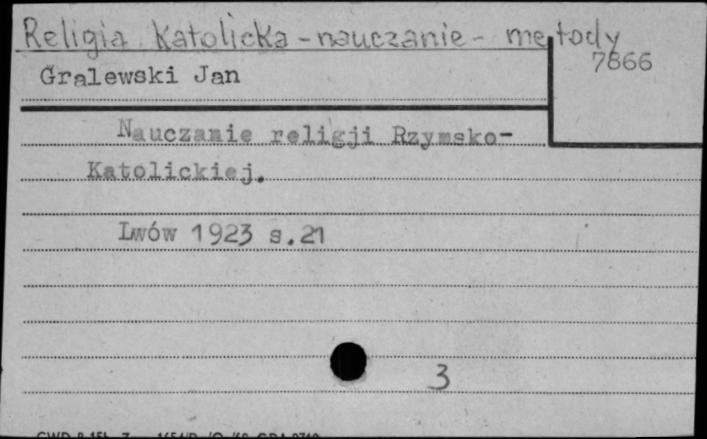 Religia Katolicka - nauczanie - metody
7866
Gralewski Jan
Nauczanie religji Rzymsko-
Katolickiej.
Lwów 1923 s.21
3